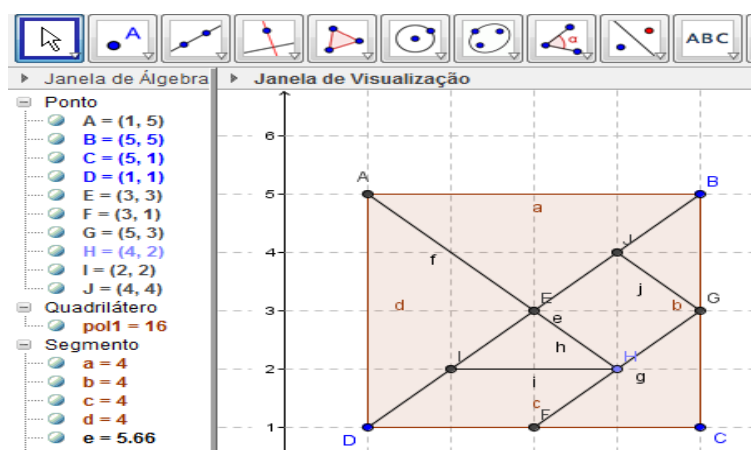 α
A
ABC
Janela de Álgebra
Janela de Visualização
Ponto
A = (1, 5)
B = (5, 5)
C = (5, 1)
D = (1, 1)
E = (3, 3)
F = (3, 1)
G = (5, 3)
H = (4, 2)
I = (2, 2)
J = (4, 4)
Quadrilátero
pol1 = 16
Segmento
a = 4
b = 4
c = 4
d = 4
e = 5.66
6
5
4
3
2
1
A
B
a
J
f
j
E
d
e
b
G
h
I
H
i
g
c
F
D
C